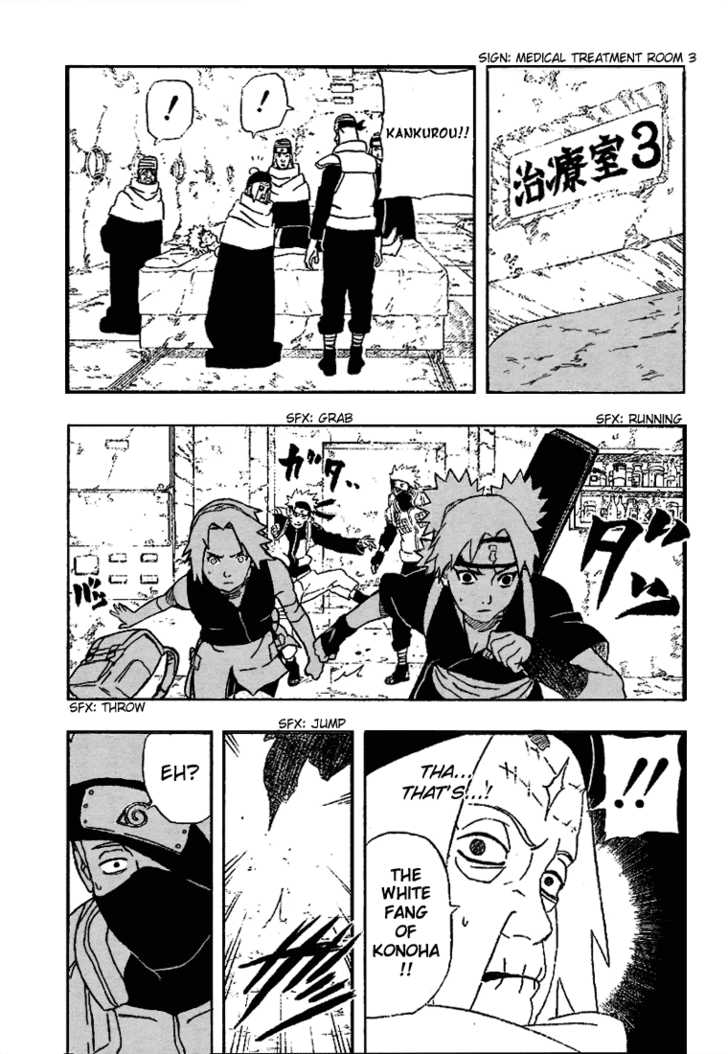 SIGN: MEDICAL TREATMENT ROOM 3
治療室3
KANKUROU!!
!
!
SFX: RUNNING
ダッ
SFX: GRAB
ガタッ
バッ
SFX: THROW
!!
THA...
THAT'S...!
THE
WHITE
FANG
OF
KONOHA
!!
SFX: JUMP
EH?